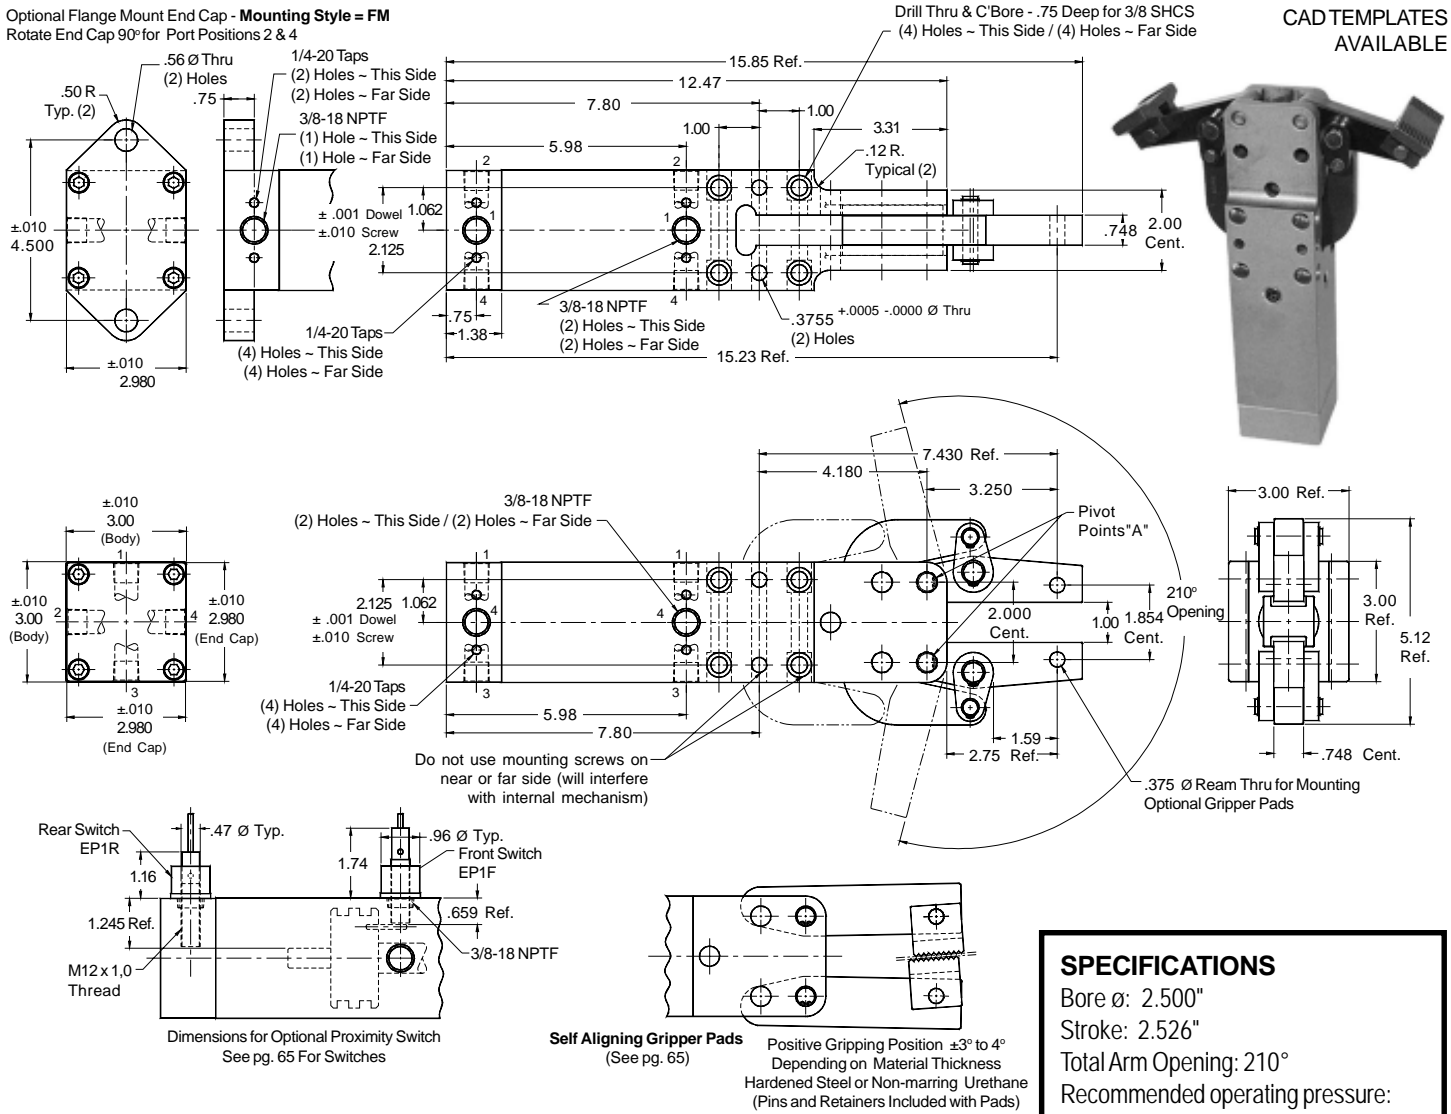 Optional Flange Mount End Cap - Mounting Style = FM
Rotate End Cap 90° for Port Positions 2 & 4
.56 Ø Thru
(2) Holes
.50 R
Typ. (2)
.75
1/4-20 Taps
(2) Holes ~ This Side
(2) Holes ~ Far Side
3/8-18 NPTF
(1) Hole ~ This Side
(1) Hole ~ Far Side
±.010
4.500
±.010
2.980
Drill Thru & C'Bore - .75 Deep for 3/8 SHCS
(4) Holes ~ This Side / (4) Holes ~ Far Side
CAD TEMPLATES
AVAILABLE
15.85 Ref.
12.47
7.80
1.00
1.00
3.31
5.98
.12 R.
Typical (2)
2
2
± .001 Dowel
±.010 Screw
2.125
1.062
1
1
.748
2.00
Cent.
4
4
.75
1.38
3/8-18 NPTF
(2) Holes ~ This Side
(2) Holes ~ Far Side
.3755 +.0005 -.0000 Ø Thru
(2) Holes
1/4-20 Taps
(4) Holes ~ This Side
(4) Holes ~ Far Side
15.23 Ref.
7.430 Ref.
4.180
3.250
3/8-18 NPTF
(2) Holes ~ This Side / (2) Holes ~ Far Side
Pivot
Points"A"
3.00 Ref.
±.010
3.00
(Body)
1
±.010
3.00
(Body)
2
4
±.010
2.980
(End Cap)
3
±.010
2.980
(End Cap)
1
1
2.125
± .001 Dowel
±.010 Screw
1.062
4
4
3
3
2.000
Cent.
1.00
1.854
Cent.
210°
Opening
3.00
Ref.
5.12
Ref.
1/4-20 Taps
(4) Holes ~ This Side
(4) Holes ~ Far Side
5.98
7.80
1.59
2.75 Ref.
.748 Cent.
Do not use mounting screws on
near or far side (will interfere
with internal mechanism)
.375 Ø Ream Thru for Mounting
Optional Gripper Pads
Rear Switch
EP1R
.47 Ø Typ.
1.16
1.74
.96 Ø Typ.
Front Switch
EP1F
1.245 Ref.
.659 Ref.
3/8-18 NPTF
M12 x 1,0
Thread
Dimensions for Optional Proximity Switch
See pg. 65 For Switches
Self Aligning Gripper Pads
(See pg. 65)
Positive Gripping Position ±3° to 4°
Depending on Material Thickness
Hardened Steel or Non-marring Urethane
(Pins and Retainers Included with Pads)
SPECIFICATIONS
Bore ø: 2.500"
Stroke: 2.526"
Total Arm Opening: 210°
Recommended operating pressure: